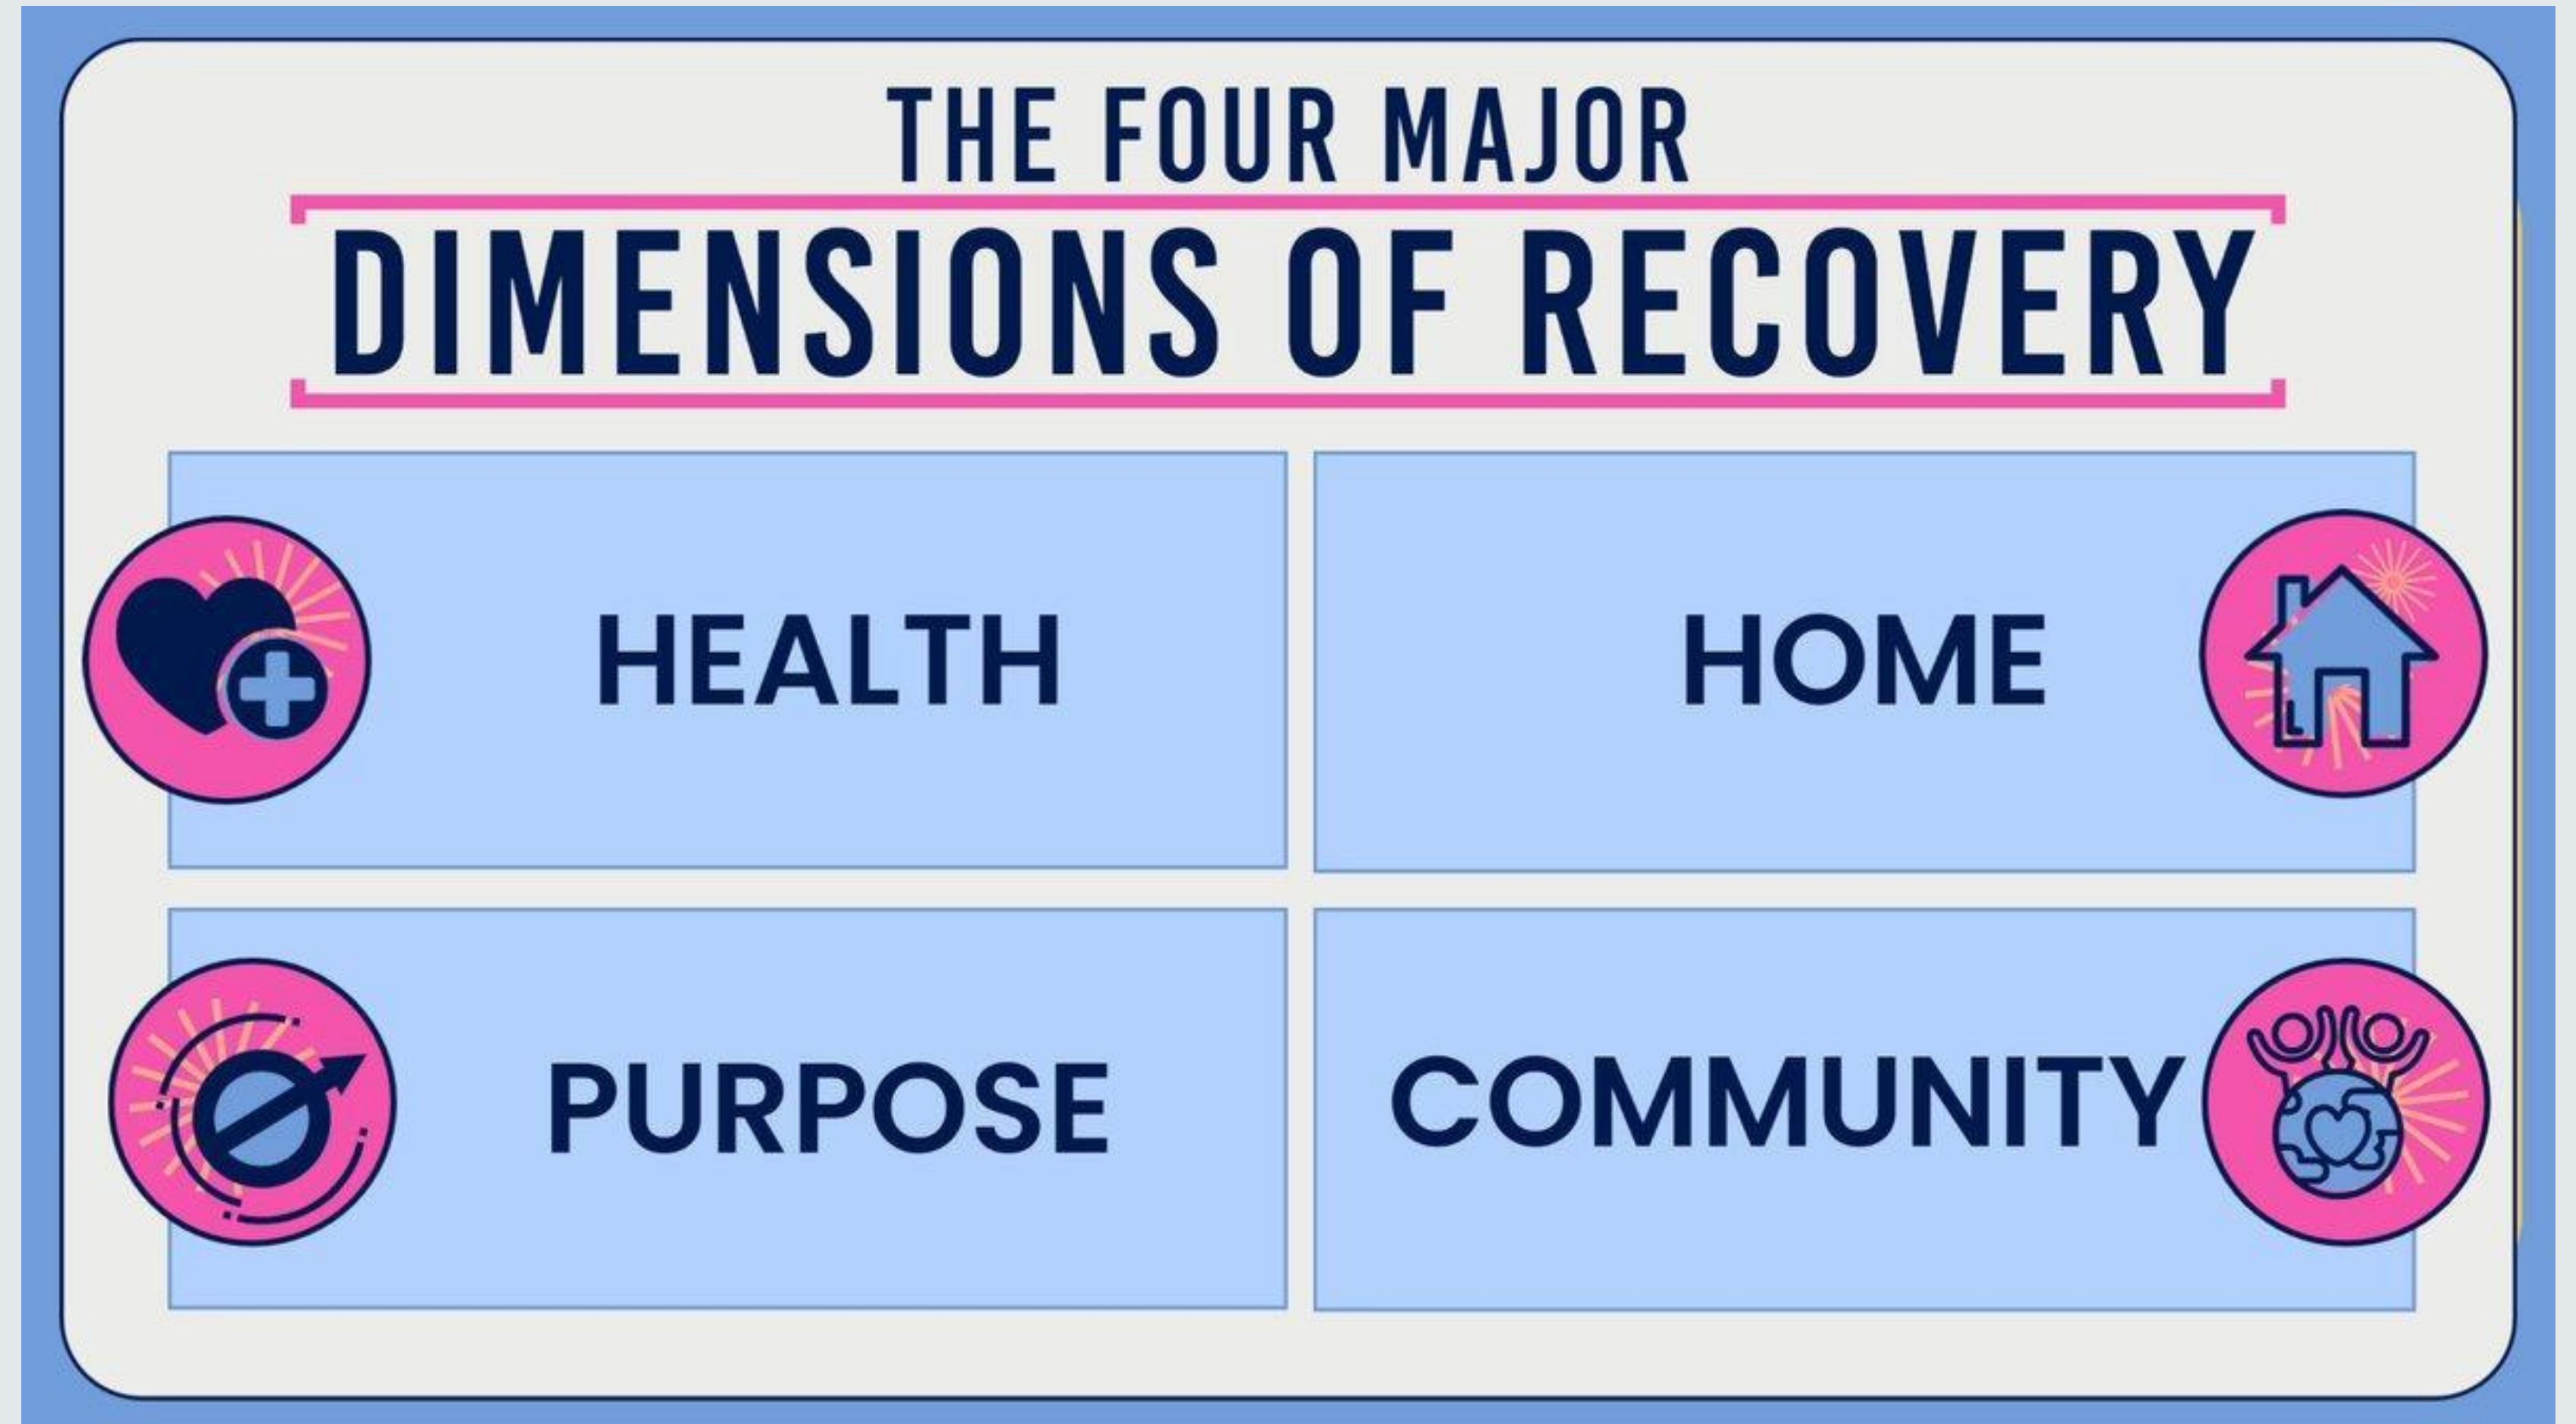 THE FOUR MAJOR
DIMENSIONS OF RECOVERY
HEALTH
HOME
PURPOSE
COMMUNITY